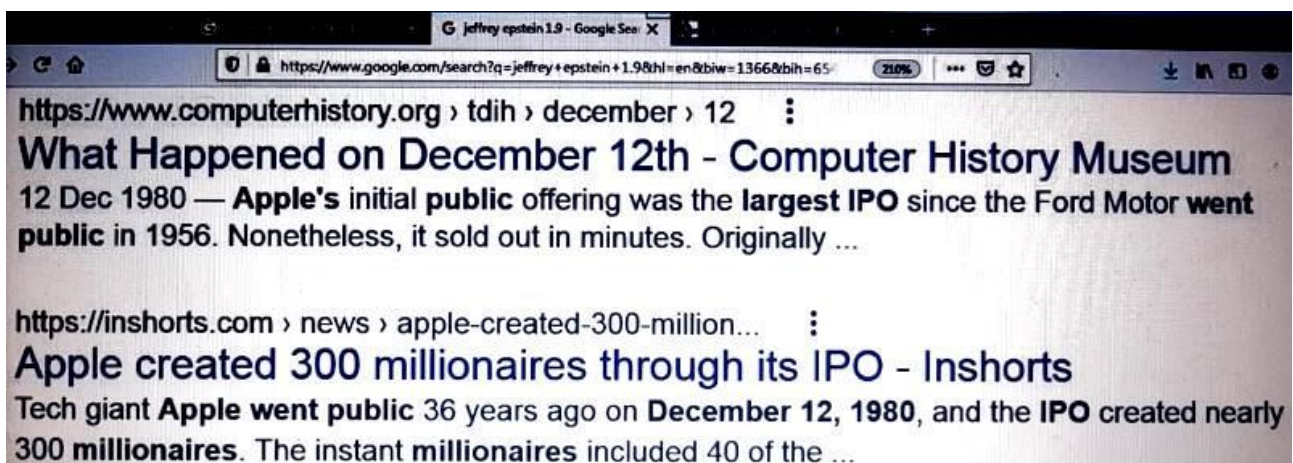 G jeffrey epstein 1.9 - Google Sea
https://www.google.com/search?q=jeffrey+epstein+1.9&hl=en&biw=1366&bih=65
210%
https://www.computerhistory.org › tdih › december › 12
What Happened on December 12th - Computer History Museum
12 Dec 1980 — Apple's initial public offering was the largest IPO since the Ford Motor went
public in 1956. Nonetheless, it sold out in minutes. Originally ...
https://inshorts.com › news › apple-created-300-million...
Apple created 300 millionaires through its IPO - Inshorts
Tech giant Apple went public 36 years ago on December 12, 1980, and the IPO created nearly
300 millionaires. The instant millionaires included 40 of the ...